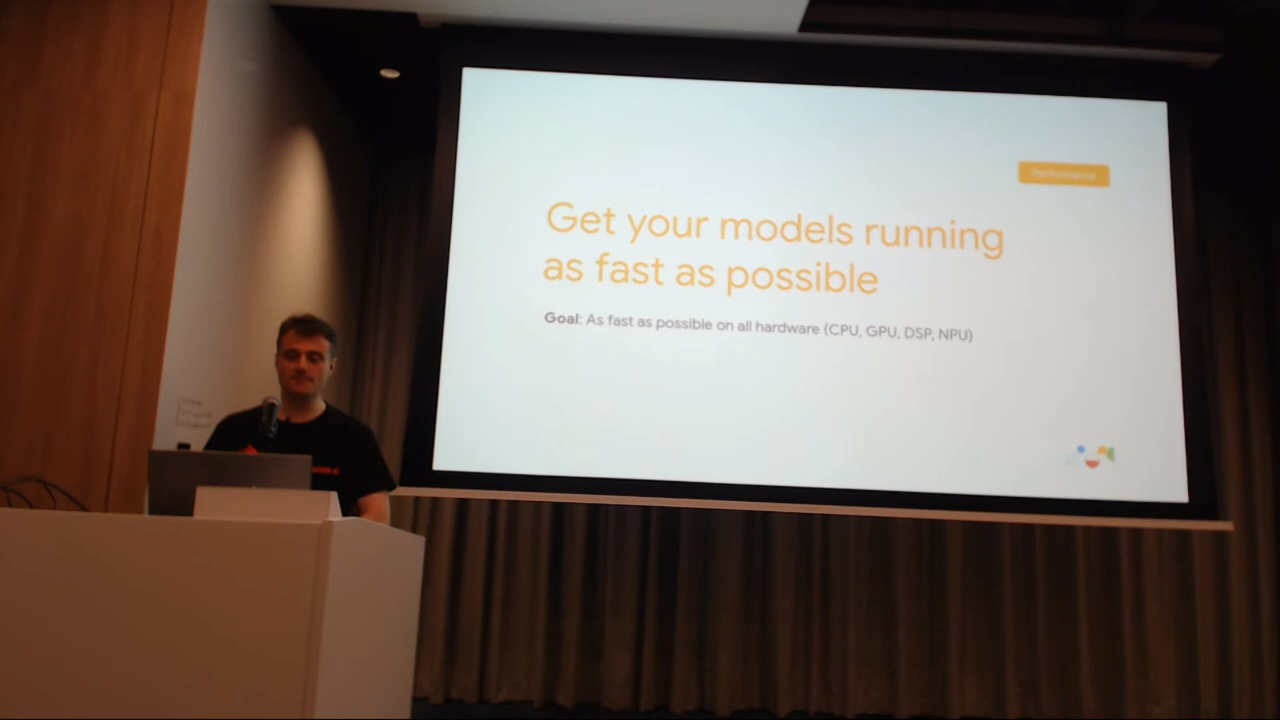 Performance
Get your models running
as fast as possible
Goal: As fast as possible on all hardware (CPU, GPU, DSP, NPU)